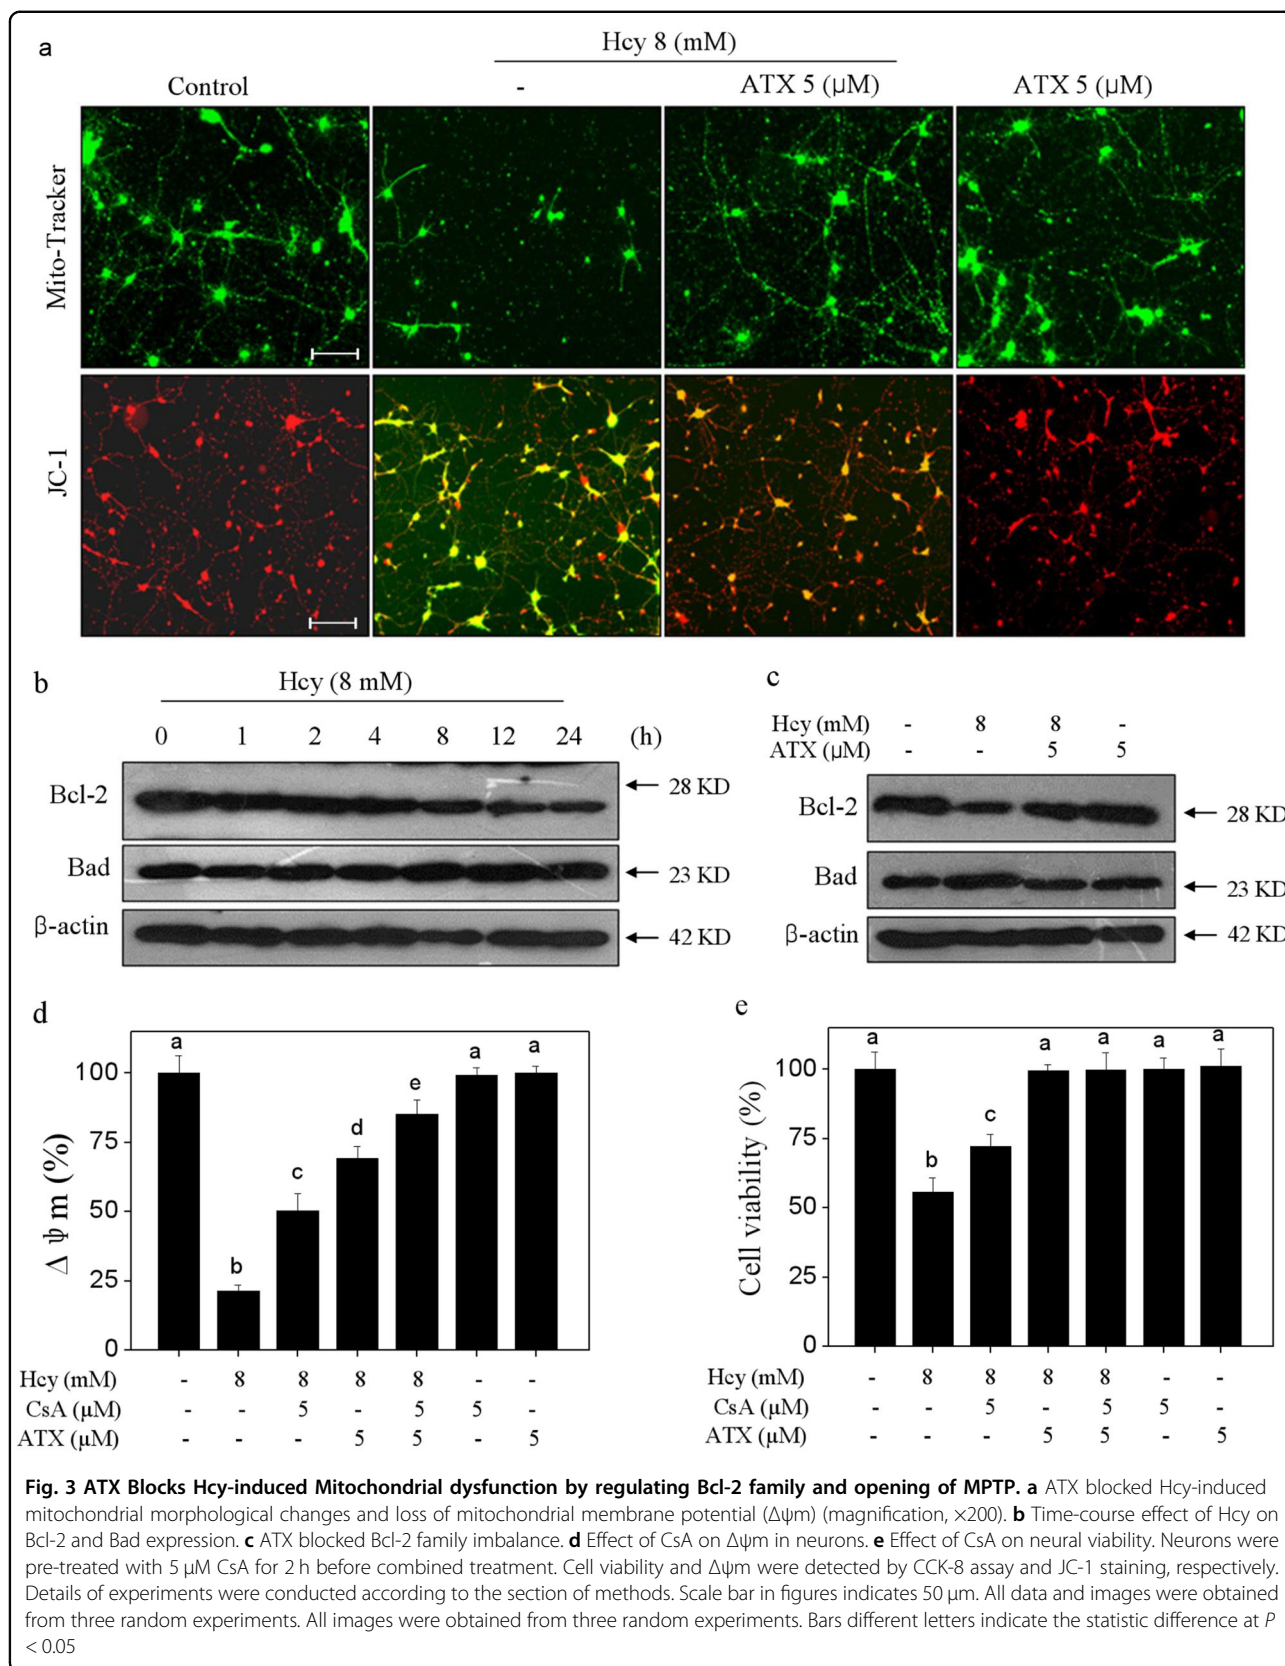 a
Hcy 8 (mM)
Control
-
ATX 5 (μM)
ATX 5 (μM)
Mito-Tracker
JC-1
b
Hcy (8 mM)
0 1 2 4 8 12 24 (h)
Bcl-2
28 KD
Bad
23 KD
β-actin
42 KD
c
Hcy (mM) - 8 8 -
ATX (μM) - - 5 5
Bcl-2
28 KD
Bad
23 KD
β-actin
42 KD
d
Δψm (%)
100
75
50
25
0
a b c d e a a
Hcy (mM) - 8 8 8 8 - -
CsA (μM) - - 5 - 5 5 -
ATX (μM) - - - 5 5 - 5
e
Cell viability (%)
100
75
50
25
0
a b c a a a a
Hcy (mM) - 8 8 8 8 - -
CsA (μM) - - 5 - 5 5 -
ATX (μM) - - - 5 5 - 5
Fig. 3 ATX Blocks Hcy-induced Mitochondrial dysfunction by regulating Bcl-2 family and opening of MPTP. a ATX blocked Hcy-induced
mitochondrial morphological changes and loss of mitochondrial membrane potential (Δψm) (magnification, ×200). b Time-course effect of Hcy on
Bcl-2 and Bad expression. c ATX blocked Bcl-2 family imbalance. d Effect of CsA on Δψm in neurons. e Effect of CsA on neural viability. Neurons were
pre-treated with 5 μM CsA for 2 h before combined treatment. Cell viability and Δψm were detected by CCK-8 assay and JC-1 staining, respectively.
Details of experiments were conducted according to the section of methods. Scale bar in figures indicates 50 μm. All data and images were obtained
from three random experiments. All images were obtained from three random experiments. Bars different letters indicate the statistic difference at P
< 0.05